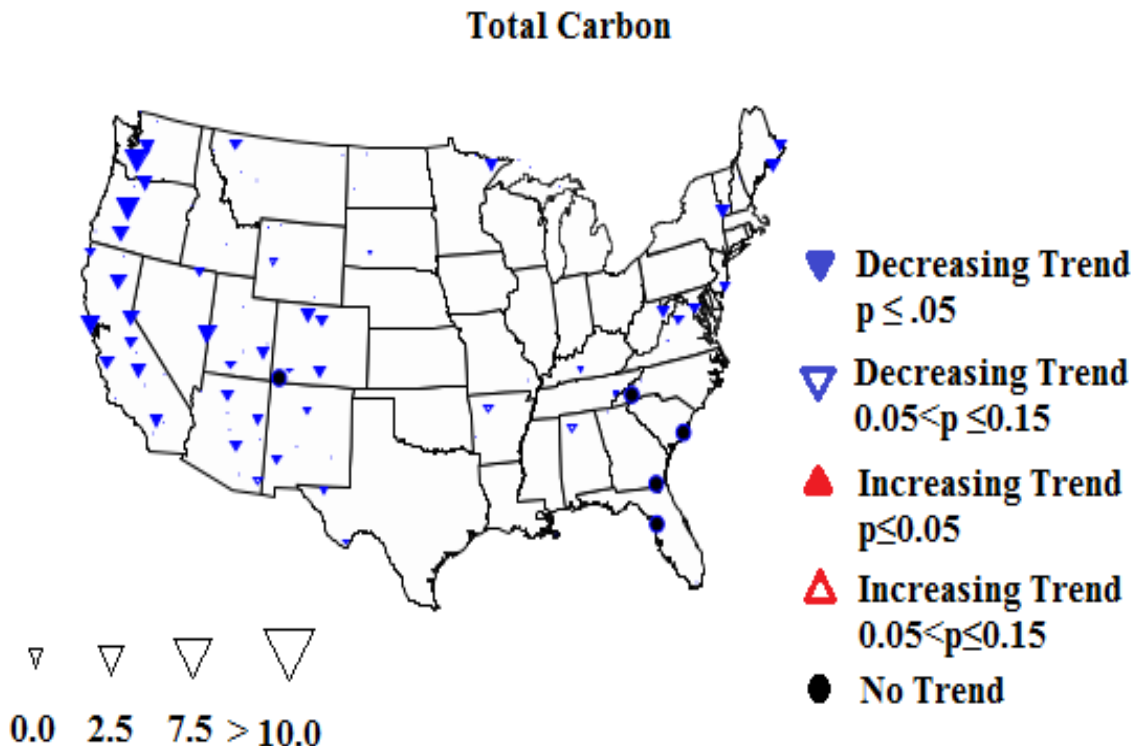 Total Carbon
Decreasing Trend
p ≤ .05
Decreasing Trend
0.05<p ≤0.15
Increasing Trend
p≤0.05
Increasing Trend
0.05<p≤0.15
No Trend
0.0 2.5 7.5 > 10.0